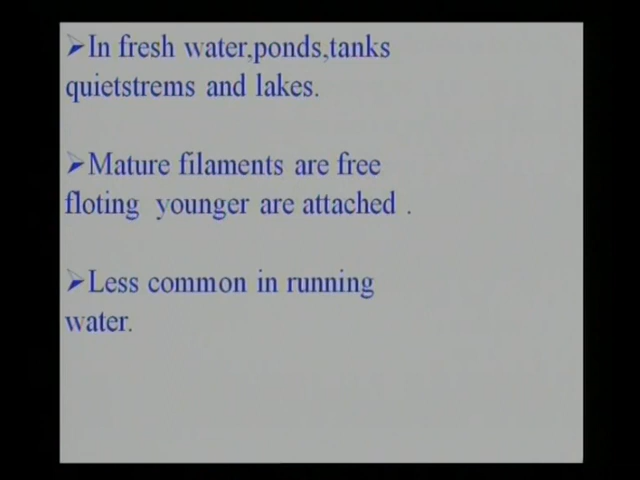 ➢In fresh water,ponds,tanks
quietstrems and lakes.
➢Mature filaments are free
floting  younger are attached .
➢Less common in running
water.